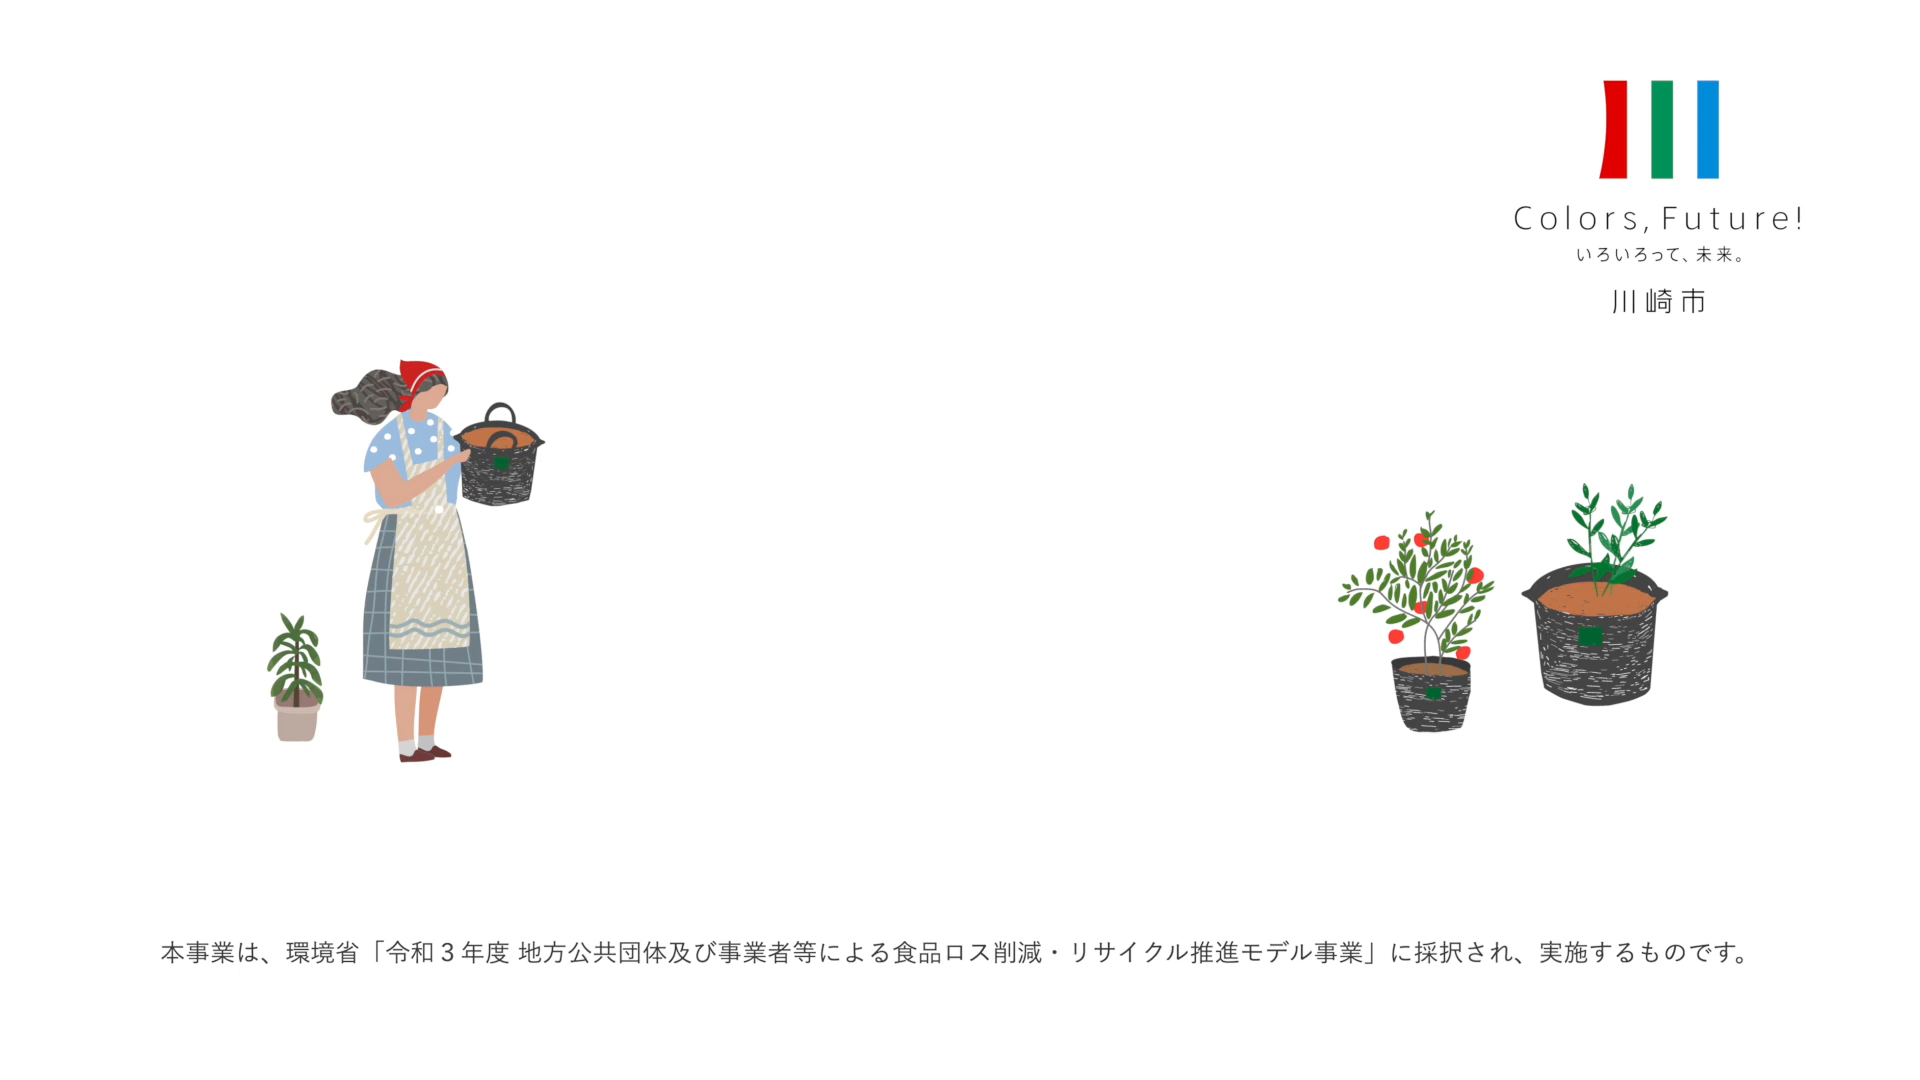 Colors,Future!
いろいろって、未来。
川崎市
本事業は、環境省「令和3年度 地方公共団体及び事業者等による食品ロス削減・リサイクル推進モデル事業」に採択され、実施するものです。